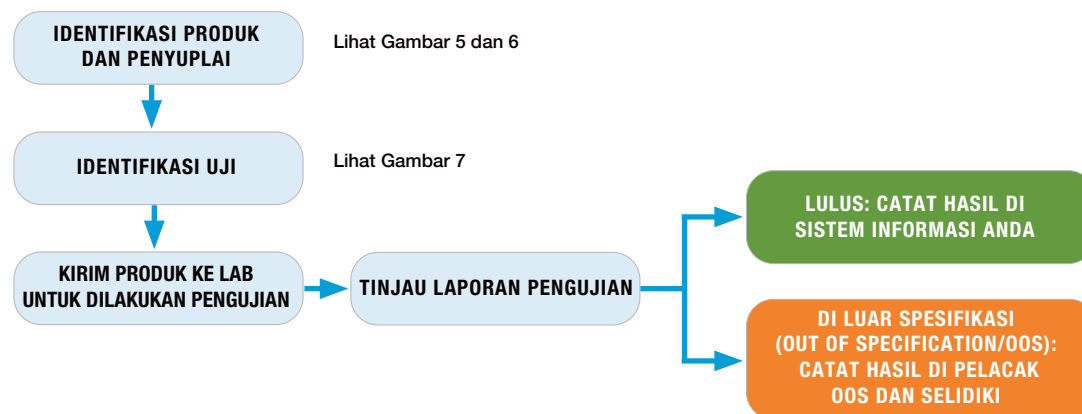 IDENTIFIKASI PRODUK
DAN PENYUPLAI
Lihat Gambar 5 dan 6
IDENTIFIKASI UJI
Lihat Gambar 7
KIRIM PRODUK KE LAB
UNTUK DILAKUKAN PENGUJIAN
TINJAU LAPORAN PENGUJIAN
LULUS: CATAT HASIL DI
SISTEM INFORMASI ANDA
DI LUAR SPESIFIKASI
(OUT OF SPECIFICATION/OOS):
CATAT HASIL DI PELACAK
OOS DAN SELIDIKI